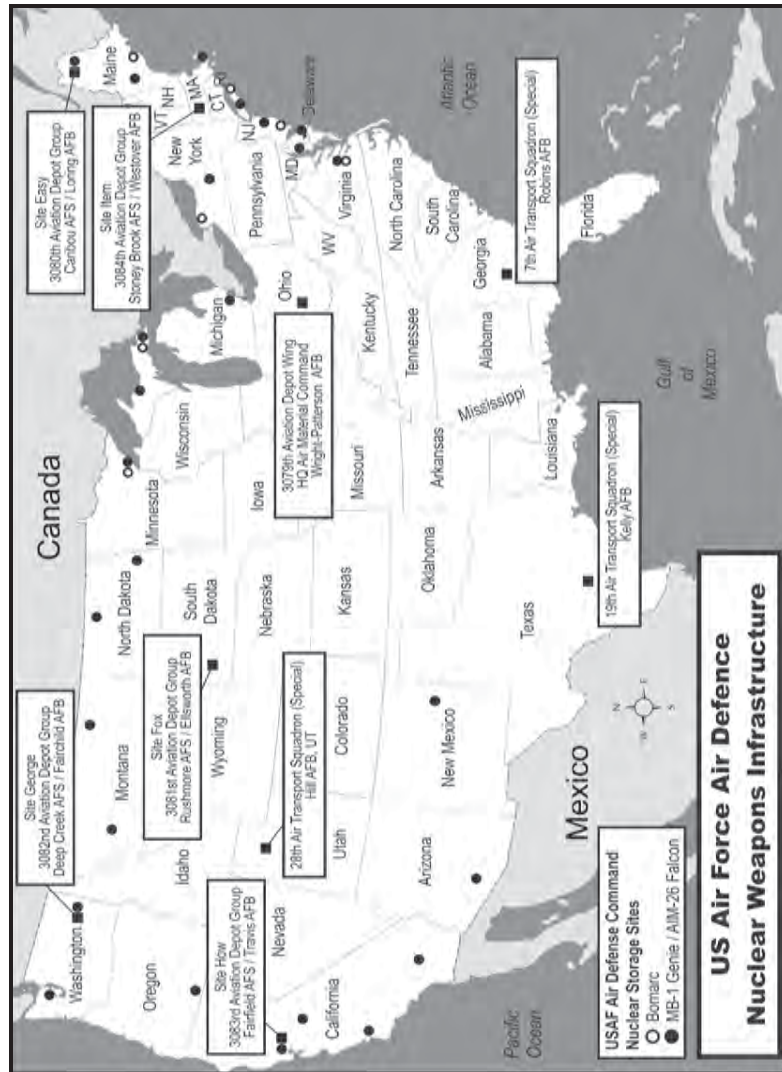 Canada
Mexico
Pacific
Ocean
Atlantic
Ocean
Gulf
of
Mexico
Site George
3082nd Aviation Depot Group
Deep Creek AFS / Fairchild AFB
Site Easy
3080th Aviation Depot Group
Caribou AFS / Loring AFB
Site Item
3084th Aviation Depot Group
Stoney Brook AFS / Westover AFB
Site Fox
3081st Aviation Depot Group
Rushmore AFS / Ellsworth AFB
Site How
3083rd Aviation Depot Group
Fairfield AFS / Travis AFB
28th Air Transport Squadron (Special)
Hill AFB, UT
3079th Aviation Depot Wing
HQ Air Material Command
Wright-Patterson AFB
19th Air Transport Squadron (Special)
Kelly AFB
7th Air Transport Squadron (Special)
Robins AFB
Washington
Oregon
California
Nevada
Idaho
Montana
Wyoming
Utah
Arizona
Colorado
New Mexico
North Dakota
South
Dakota
Nebraska
Kansas
Oklahoma
Texas
Minnesota
Iowa
Missouri
Arkansas
Louisiana
Wisconsin
Michigan
Ohio
Kentucky
Tennessee
Mississippi
Alabama
Georgia
Florida
South
Carolina
North Carolina
Virginia
WV
MD
Delaware
Pennsylvania
NJ
New
York
CT
RI
MA
VT
NH
Maine
N
W
E
S
USAF Air Defense Command
Nuclear Storage Sites
Bomarc
MB-1 Genie / AIM-26 Falcon
US Air Force Air Defence
Nuclear Weapons Infrastructure